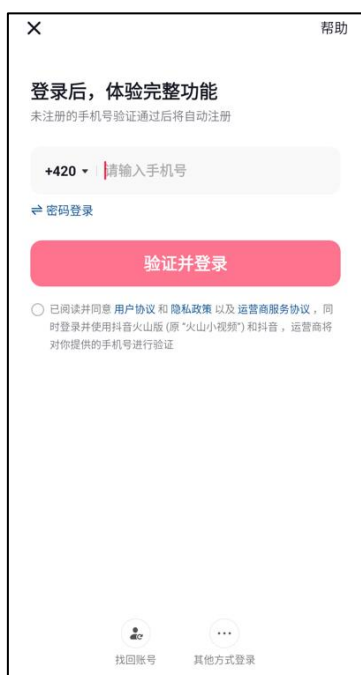 帮助
登录后，体验完整功能
未注册的手机号验证通过后将自动注册
+420 请输入手机号
密码登录
验证并登录
已阅读并同意 用户协议 和 隐私政策 以及 运营商服务协议 ，同
时登录并使用抖音火山版 (原 "火山小视频") 和抖音 ，运营商将
对你提供的手机号进行验证
找回账号 其他方式登录